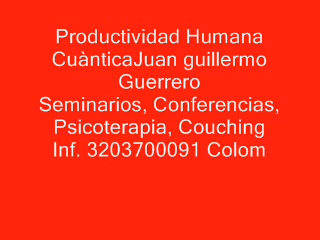 Productividad Humana
CuànticaJuan guillermo
Guerrero
Seminarios, Conferencias,
Psicoterapia, Couching
Inf. 3203700091 Colom